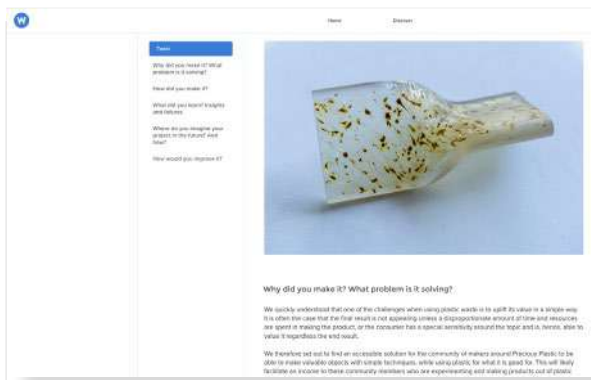 W
Home
Discover
Team
Why did you make it? What
problem is it solving?
How did you make it?
What did you learn? Insights
and failures
Where do you imagine your
project in the future? And
how?
How would you improve it?
Why did you make it? What problem is it solving?
We quickly understood that one of the challenges when using plastic waste is to uplift its value in a simple way.
It is often the case that the final result is not appealing unless a disproportionate amount of time and resources
are spent in making the product, or the consumer has a special sensitivity around the topic and is, hence, able to
value it regardless the end result.
We therefore set out to find an accessible solution for the community of makers around Precious Plastic to be
able to make valuable objects with simple techniques, while using plastic for what it is good for. This will likely
facilitate an income to these community members who are experimenting and making products out of plastic